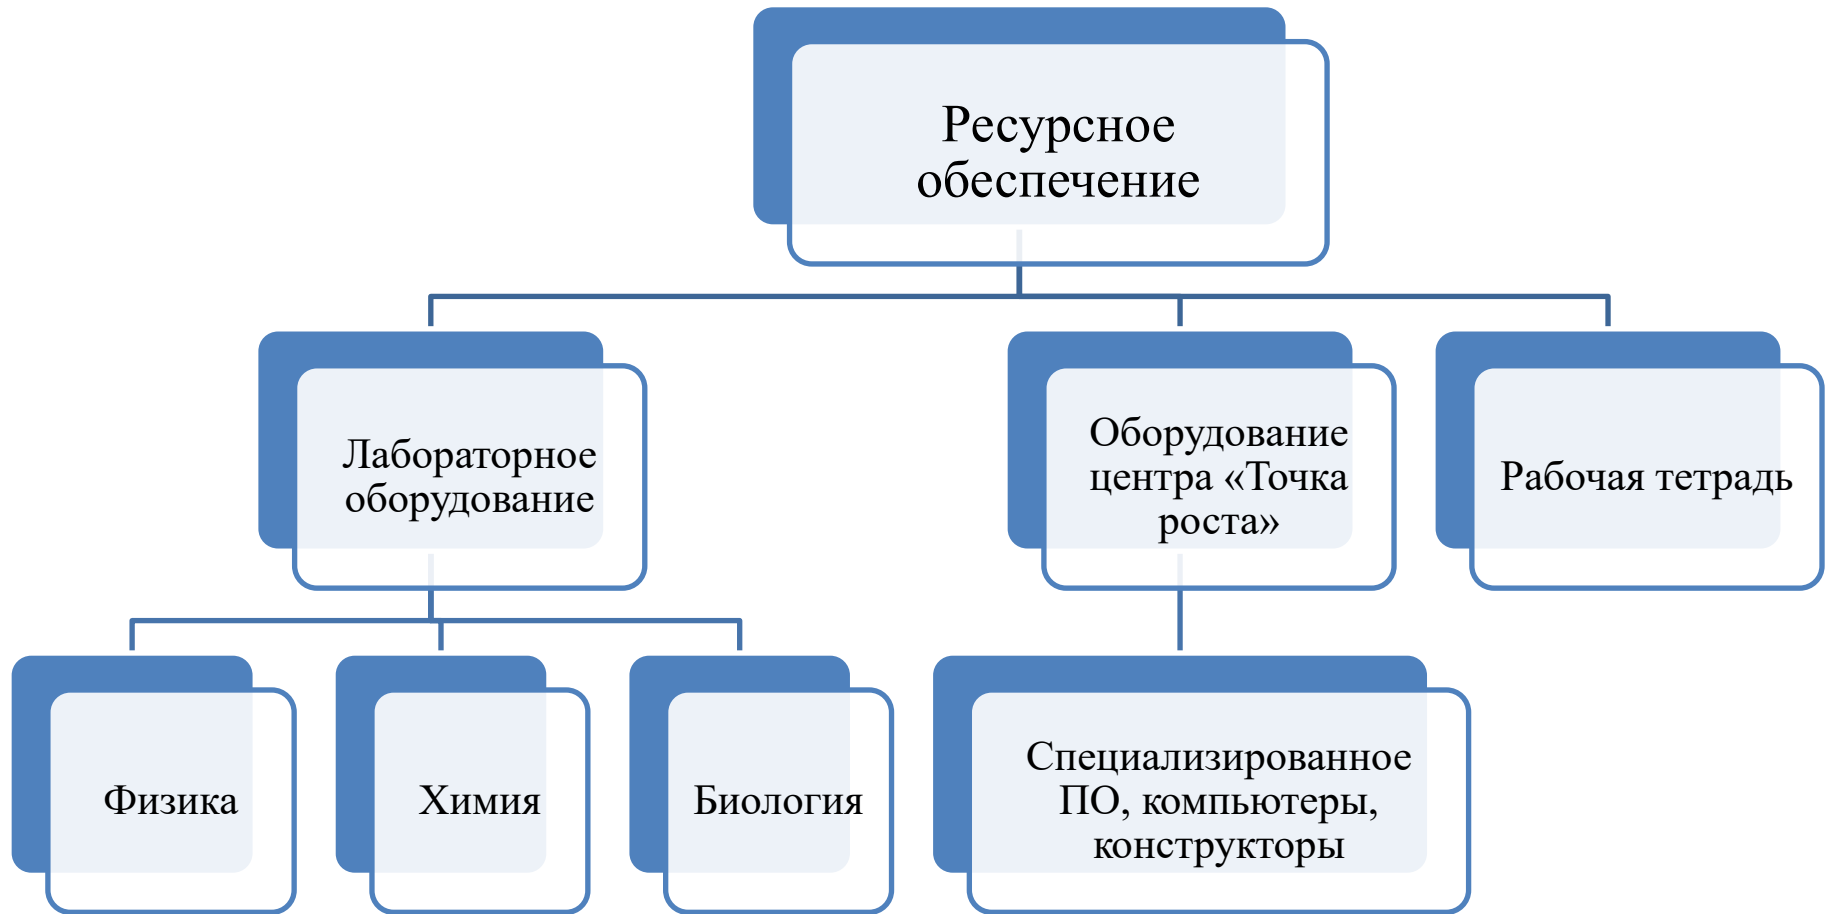 Ресурсное
обеспечение
Лабораторное
оборудование
Оборудование
центра «Точка
роста»
Рабочая тетрадь
Физика
Химия
Биология
Специализированное
ПО, компьютеры,
конструкторы